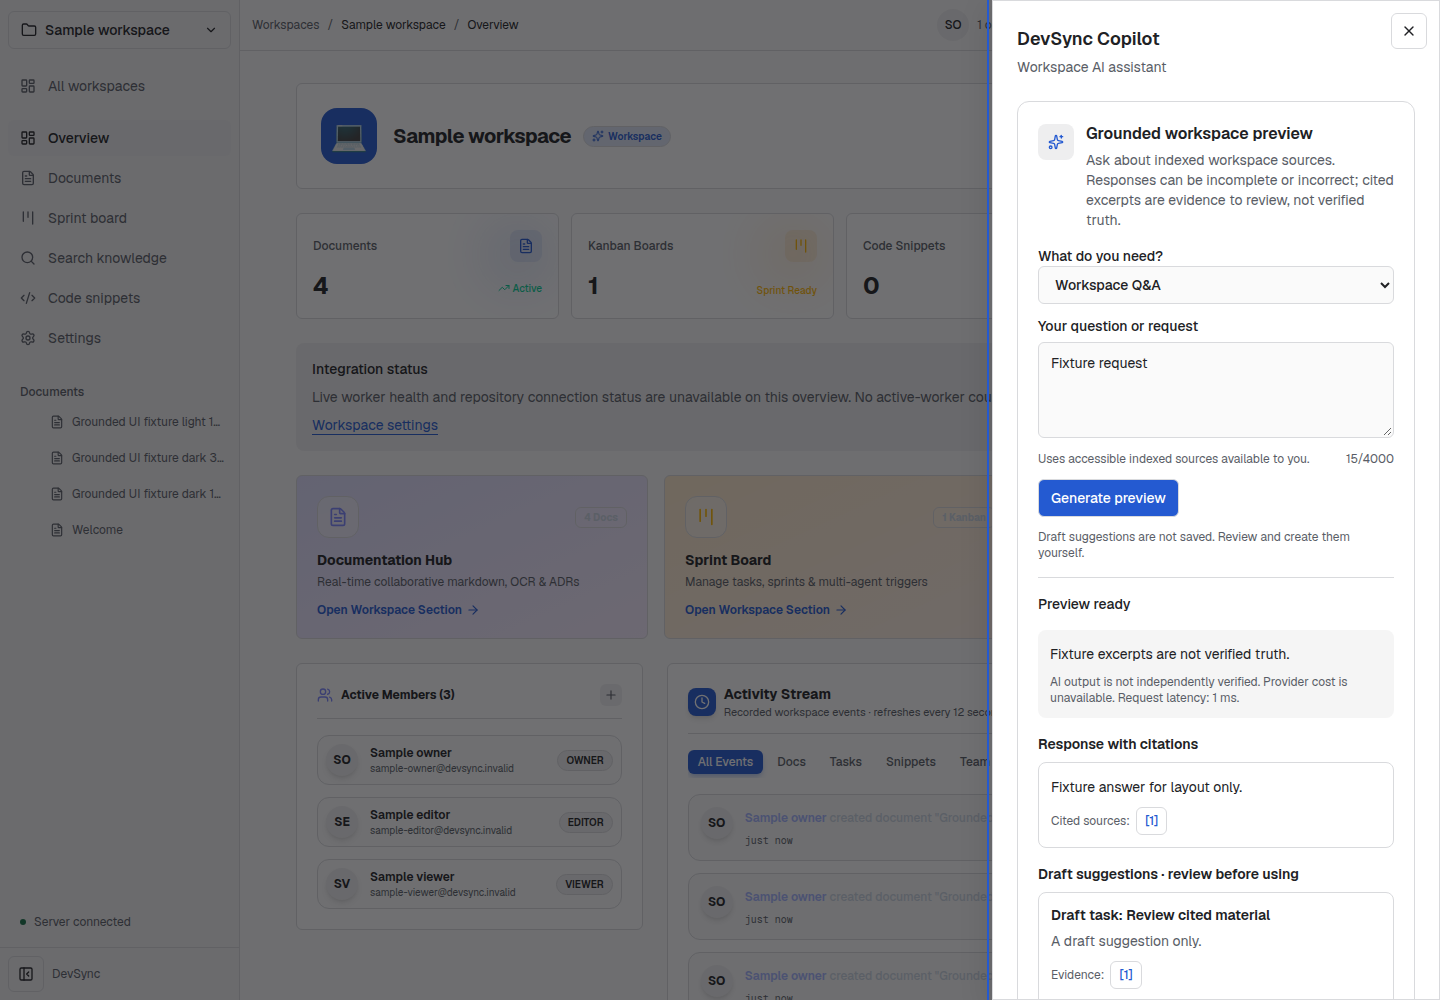 Sample workspace
All workspaces
Overview
Documents
Sprint board
Search knowledge
Code snippets
Settings
Documents
Grounded UI fixture light 1...
Grounded UI fixture dark 3...
Grounded UI fixture dark 1...
Welcome
Server connected
DevSync
Workspaces / Sample workspace / Overview
SO
Sample workspace
Workspace
Documents
4
Active
Kanban Boards
1
Sprint Ready
Code Snippets
0
Integration status
Live worker health and repository connection status are unavailable on this overview. No active-worker
Workspace settings
4 Docs
Documentation Hub
Real-time collaborative markdown, OCR & ADRs
Open Workspace Section
1 Kanban
Sprint Board
Manage tasks, sprints & multi-agent triggers
Open Workspace Section
Active Members (3)
SO
Sample owner
sample-owner@devsync.invalid
OWNER
SE
Sample editor
sample-editor@devsync.invalid
EDITOR
SV
Sample viewer
sample-viewer@devsync.invalid
VIEWER
Activity Stream
Recorded workspace events · refreshes every 12
All Events
Docs
Tasks
Snippets
Team
SO
Sample owner created document "Grounded
just now
SO
Sample owner created document "Grounded
just now
SO
Sample owner created document "Grounded
just now
DevSync Copilot
Workspace AI assistant
Grounded workspace preview
Ask about indexed workspace sources.
Responses can be incomplete or incorrect; cited
excerpts are evidence to review, not verified
truth.
What do you need?
Workspace Q&A
Your question or request
Fixture request
Uses accessible indexed sources available to you.
15/4000
Generate preview
Draft suggestions are not saved. Review and create them
yourself.
Preview ready
Fixture excerpts are not verified truth.
AI output is not independently verified. Provider cost is
unavailable. Request latency: 1 ms.
Response with citations
Fixture answer for layout only.
Cited sources: [1]
Draft suggestions · review before using
Draft task: Review cited material
A draft suggestion only.
Evidence: [1]